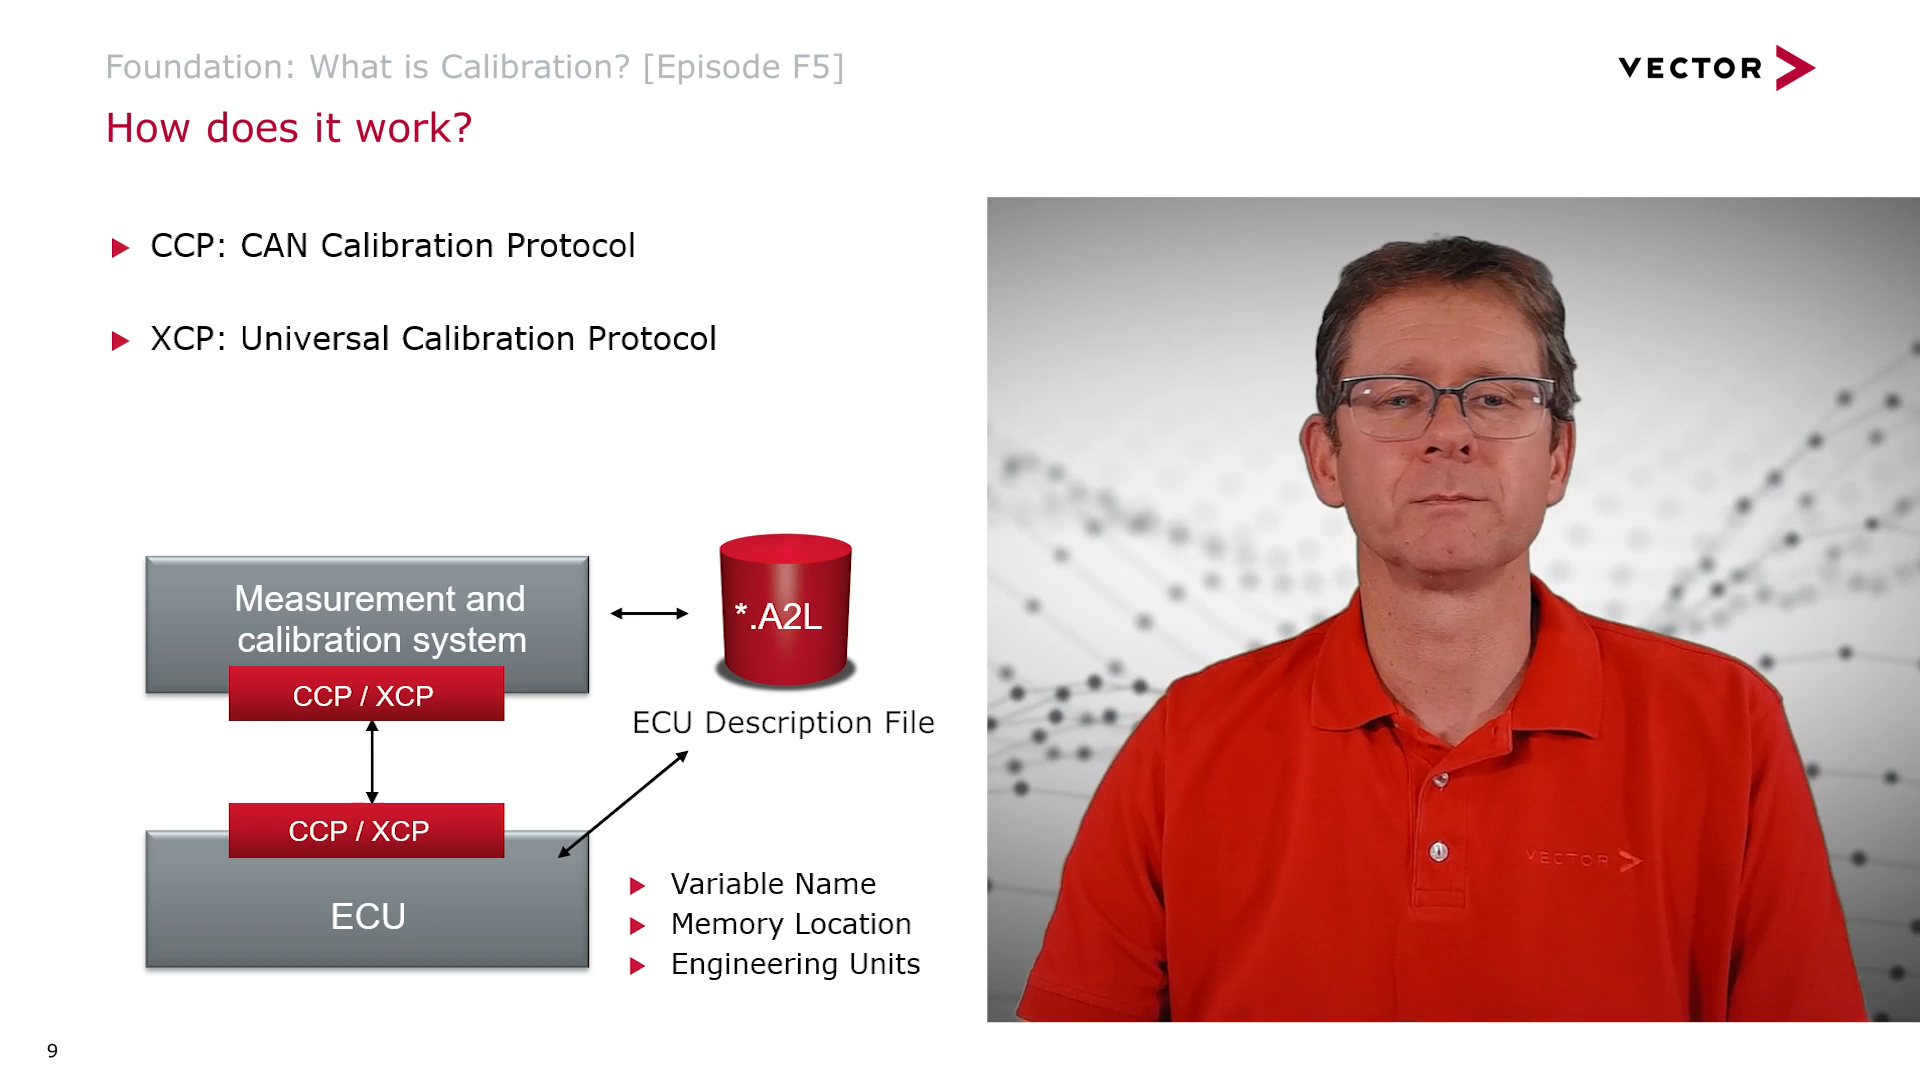 Foundation: What is Calibration? [Episode F5]
VECTOR
How does it work?
CCP: CAN Calibration Protocol
XCP: Universal Calibration Protocol
Measurement and
calibration system
CCP / XCP
*.A2L
ECU Description File
CCP / XCP
ECU
Variable Name
Memory Location
Engineering Units
VECTOR
9